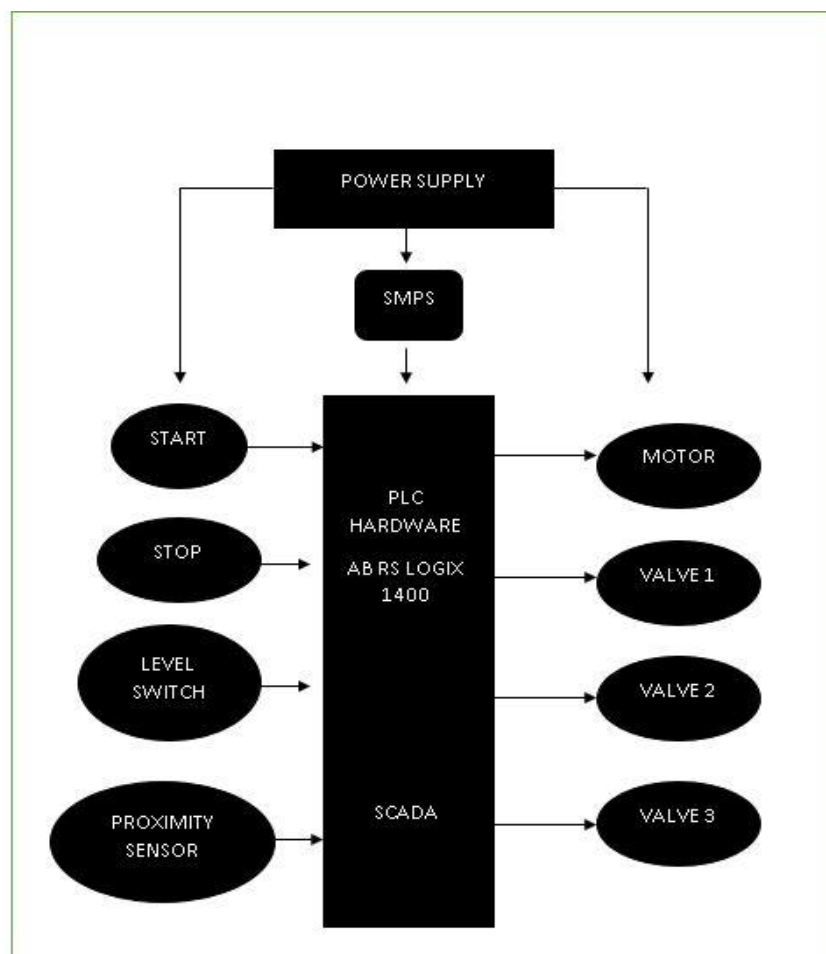 POWER SUPPLY
SMPS
START
STOP
LEVEL
SWITCH
PROXIMITY
SENSOR
PLC
HARDWARE
AB RS LOGIX
1400
SCADA
MOTOR
VALVE 1
VALVE 2
VALVE 3